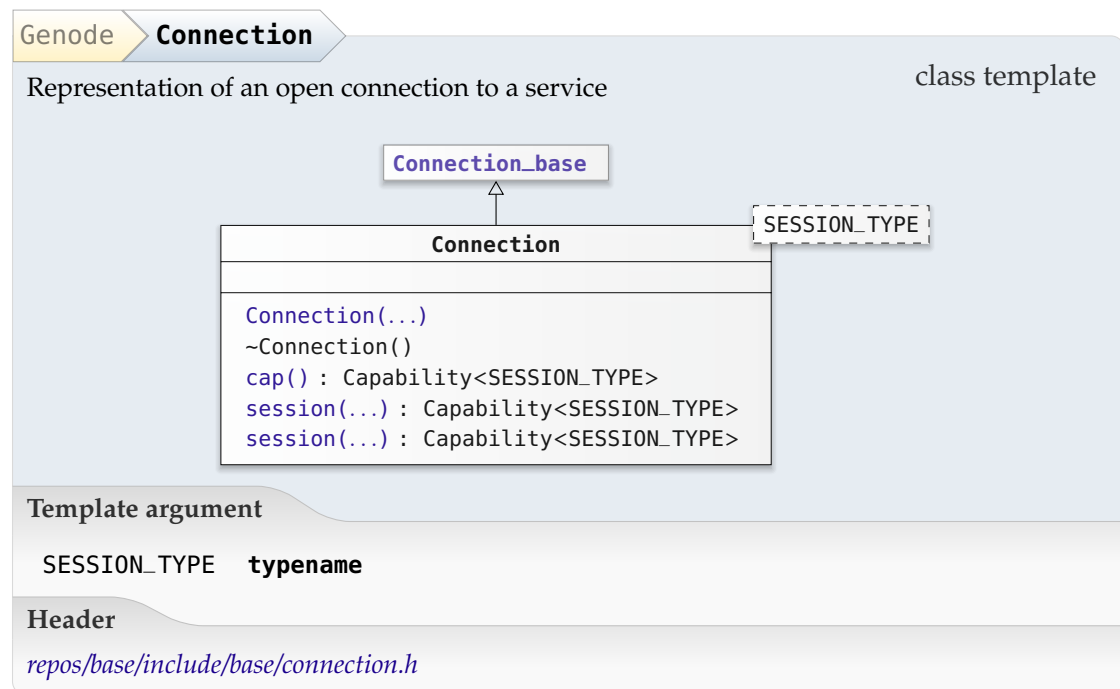 Genode Connection
Representation of an open connection to a service
class template
Connection_base
SESSION_TYPE
Connection
Connection(...)
~Connection()
cap() : Capability<SESSION_TYPE>
session(...) : Capability<SESSION_TYPE>
session(...) : Capability<SESSION_TYPE>
Template argument
SESSION_TYPE typename
Header
repos/base/include/base/connection.h